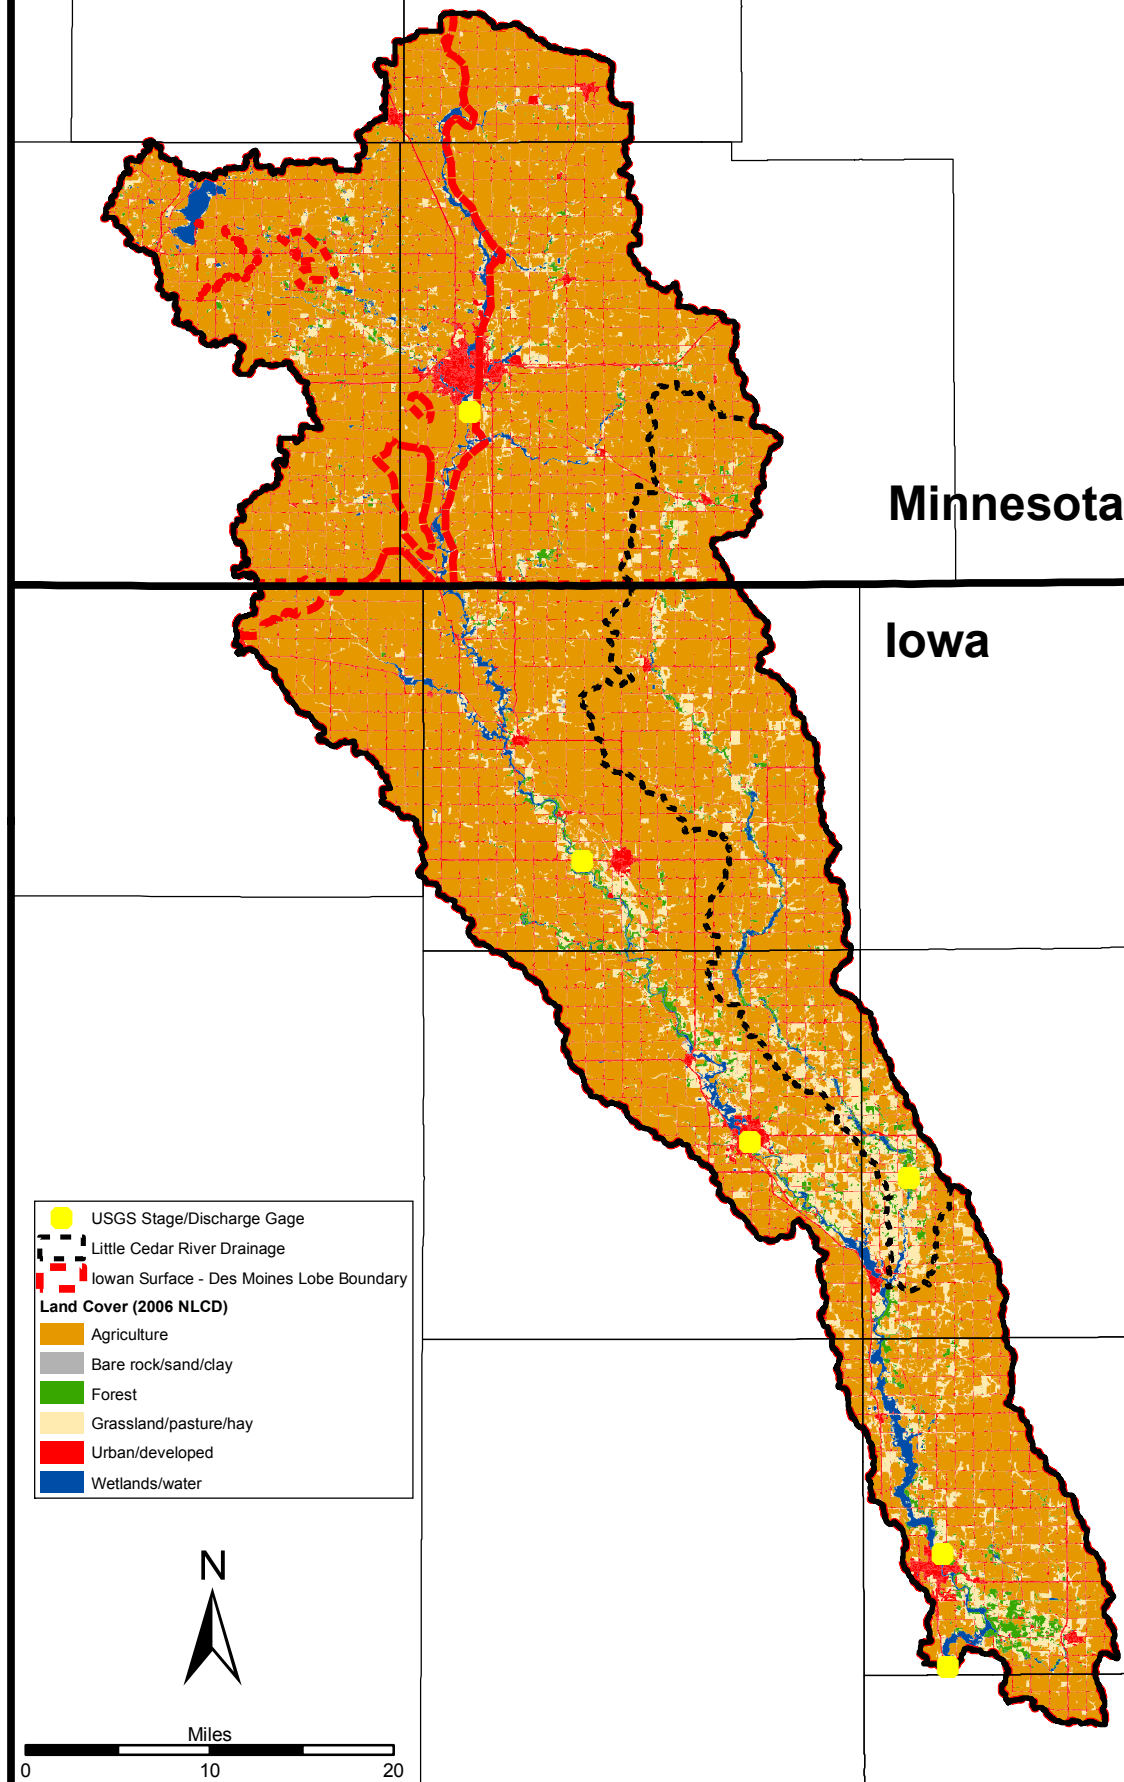 Minnesota
Iowa
USGS Stage/Discharge Gage
Little Cedar River Drainage
Iowan Surface - Des Moines Lobe Boundary
Land Cover (2006 NLCD)
Agriculture
Bare rock/sand/clay
Forest
Grassland/pasture/hay
Urban/developed
Wetlands/water
N
Miles
0 10 20